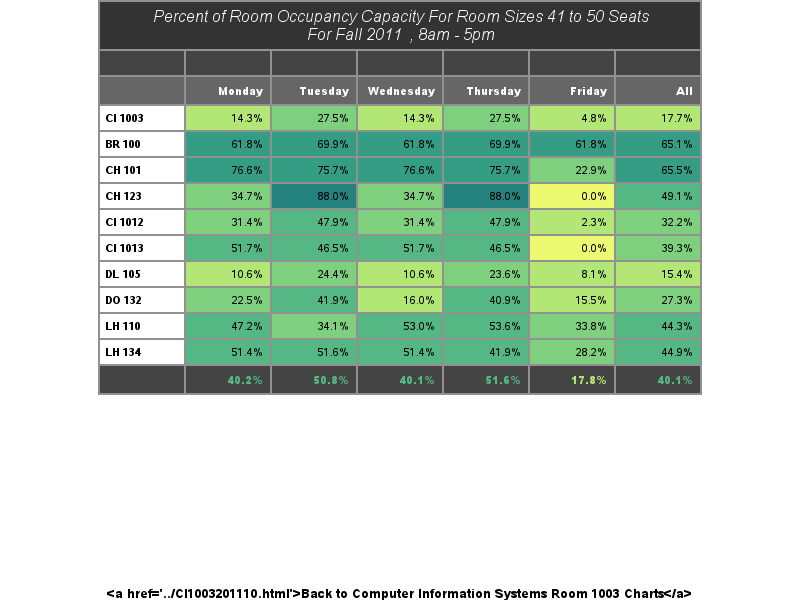 Percent of Room Occupancy Capacity For Room Sizes 41 to 50 Seats
For Fall 2011 , 8am - 5pm
Monday Tuesday Wednesday Thursday Friday All
CI 1003 14.3% 27.5% 14.3% 27.5% 4.8% 17.7%
BR 100 61.8% 69.9% 61.8% 69.9% 61.8% 65.1%
CH 101 76.6% 75.7% 76.6% 75.7% 22.9% 65.5%
CH 123 34.7% 88.0% 34.7% 88.0% 0.0% 49.1%
CI 1012 31.4% 47.9% 31.4% 47.9% 2.3% 32.2%
CI 1013 51.7% 46.5% 51.7% 46.5% 0.0% 39.3%
DL 105 10.6% 24.4% 10.6% 23.6% 8.1% 15.4%
DO 132 22.5% 41.9% 16.0% 40.9% 15.5% 27.3%
LH 110 47.2% 34.1% 53.0% 53.6% 33.8% 44.3%
LH 134 51.4% 51.6% 51.4% 41.9% 28.2% 44.9%
40.2% 50.8% 40.1% 51.6% 17.8% 40.1%
<a href='../CI1003201110.html'>Back to Computer Information Systems Room 1003 Charts</a>